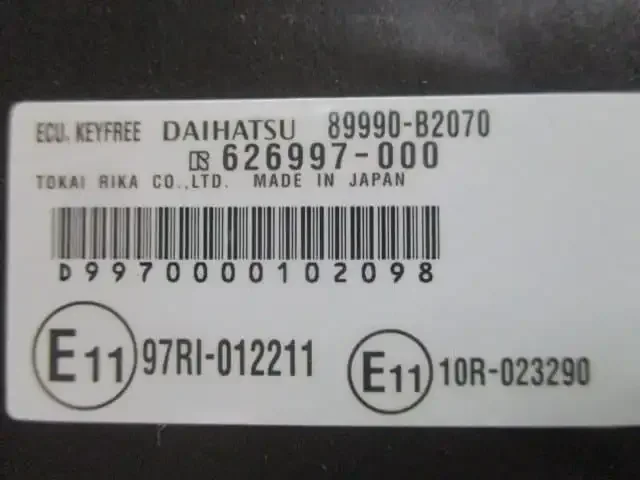 ECU. KEYFREE DAIHATSU 89990-B2070
626997-000
TOKAI RIKA CO.,LTD. MADE IN JAPAN
D9970000102098
E11 97RI-012211
E11 10R-023290